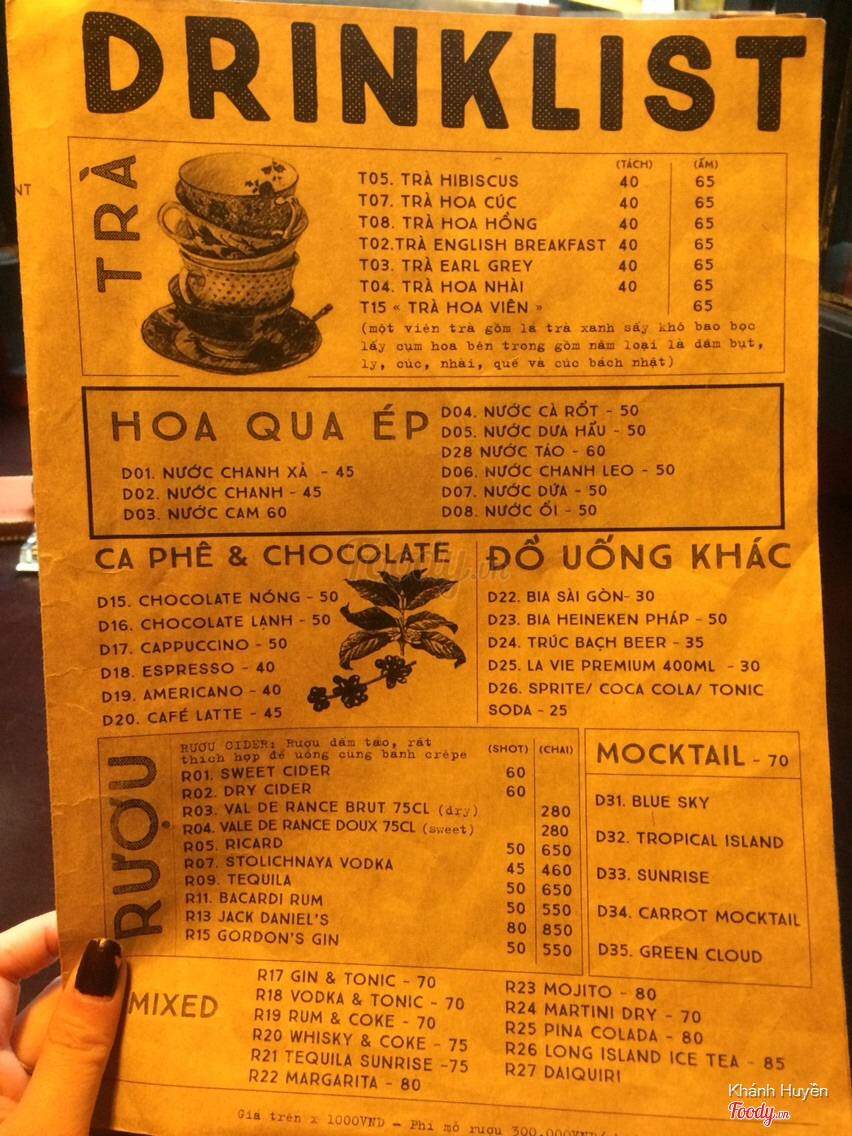 DRINKLIST
NT
TRÀ
(TÁCH) (ẤM)
T05. TRÀ HIBISCUS 40 65
T07. TRÀ HOA CÚC 40 65
T08. TRÀ HOA HỒNG 40 65
T02.TRÀ ENGLISH BREAKFAST 40 65
T03. TRÀ EARL GREY 40 65
T04. TRÀ HOA NHÀI 40 65
T15 « TRÀ HOA VIÊN » 65
(một viên trà gồm lá trà xanh sấy khô bao bọc
lấy cụm hoa bên trong gồm năm loại là dâm bụt,
ly, cúc, nhài, quế và cúc bách nhật)
HOA QUA ÉP
D01. NƯỚC CHANH XẢ - 45
D02. NƯỚC CHANH - 45
D03. NƯỚC CAM 60
D04. NƯỚC CÀ RỐT - 50
D05. NƯỚC DƯA HẤU - 50
D28 NƯỚC TÁO - 60
D06. NƯỚC CHANH LEO - 50
D07. NƯỚC DỨA - 50
D08. NƯỚC ỔI - 50
CA PHÊ & CHOCOLATE
D15. CHOCOLATE NÓNG - 50
D16. CHOCOLATE LẠNH - 50
D17. CAPPUCCINO - 50
D18. ESPRESSO - 40
D19. AMERICANO - 40
D20. CAFÉ LATTE - 45
ĐỒ UỐNG KHÁC
D22. BIA SÀI GÒN- 30
D23. BIA HEINEKEN PHÁP - 50
D24. TRÚC BẠCH BEER - 35
D25. LA VIE PREMIUM 400ML - 30
D26. SPRITE/ COCA COLA/ TONIC
SODA - 25
Foody.vn
RƯỢU
RƯỢU CIDER: Rượu dấm táo, rất
thích hợp để uống cùng bánh crêpe
(SHOT) (CHAI)
R01. SWEET CIDER 60
R02. DRY CIDER 60
R03. VAL DE RANCE BRUT 75CL (dry) 280
R04. VALE DE RANCE DOUX 75CL (sweet) 280
R05. RICARD 50 650
R07. STOLICHNAYA VODKA 45 460
R09. TEQUILA 50 650
R11. BACARDI RUM 50 550
R13 JACK DANIEL'S 80 850
R15 GORDON'S GIN 50 550
MOCKTAIL - 70
D31. BLUE SKY
D32. TROPICAL ISLAND
D33. SUNRISE
D34. CARROT MOCKTAIL
D35. GREEN CLOUD
MIXED
R17 GIN & TONIC - 70
R18 VODKA & TONIC - 70
R19 RUM & COKE - 70
R20 WHISKY & COKE - 75
R21 TEQUILA SUNRISE -75
R22 MARGARITA - 80
R23 MOJITO - 80
R24 MARTINI DRY - 70
R25 PINA COLADA - 80
R26 LONG ISLAND ICE TEA - 85
R27 DAIQUIRI
Giá trên x 1000VND - Phí mở rượu 300.000VND/
Khánh Huyền
Foody.vn